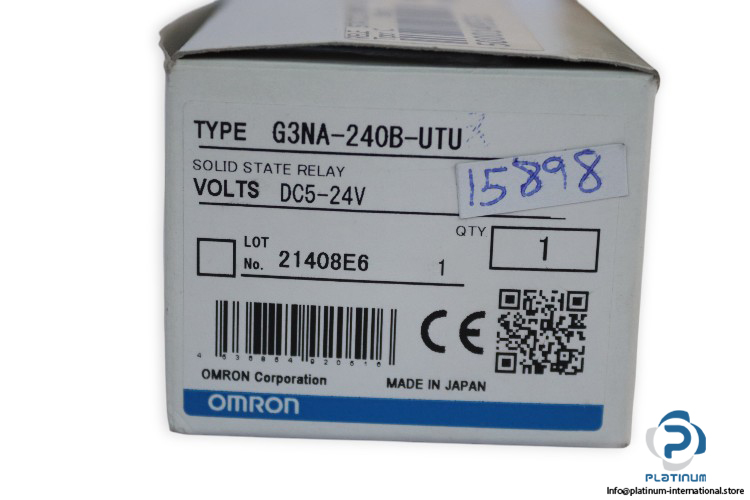 TYPE G3NA-240B-UTU
SOLID STATE RELAY
VOLTS DC5-24V
15898
QTY 1
LOT No. 21408E6 1
CE
OMRON Corporation
MADE IN JAPAN
OMRON
PLATINUM
Info@platinum-international.store